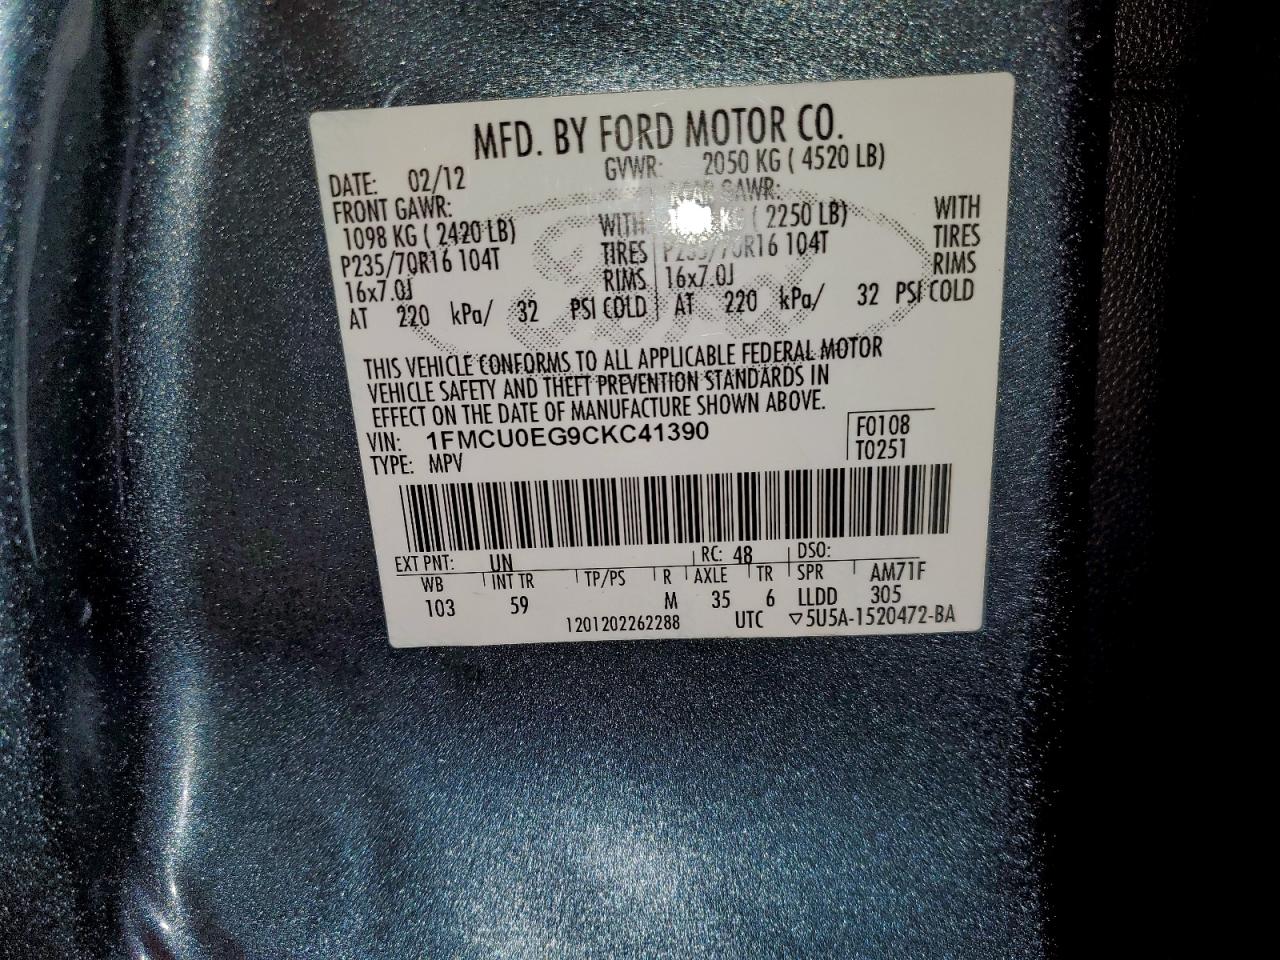 MFD. BY FORD MOTOR CO.
DATE: 02/12 GVWR: 2050 KG ( 4520 LB)
FRONT GAWR: GAWR:
1098 KG ( 2420 LB) WITH KG ( 2250 LB) WITH
P235/70R16 104T TIRES P235/70R16 104T TIRES
16x7.0J RIMS 16x7.0J RIMS
AT 220 kPa/ 32 PSI COLD AT 220 kPa/ 32 PSI COLD
THIS VEHICLE CONFORMS TO ALL APPLICABLE FEDERAL MOTOR
VEHICLE SAFETY AND THEFT PREVENTION STANDARDS IN
EFFECT ON THE DATE OF MANUFACTURE SHOWN ABOVE.
VIN: 1FMCU0EG9CKC41390 F0108
TYPE: MPV T0251
EXT PNT: UN RC: 48 DSO:
WB INT TR TP/PS R AXLE TR SPR AM71F
103 59 M 35 6 LLDD 305
1201202262288 UTC ▽5U5A-1520472-BA